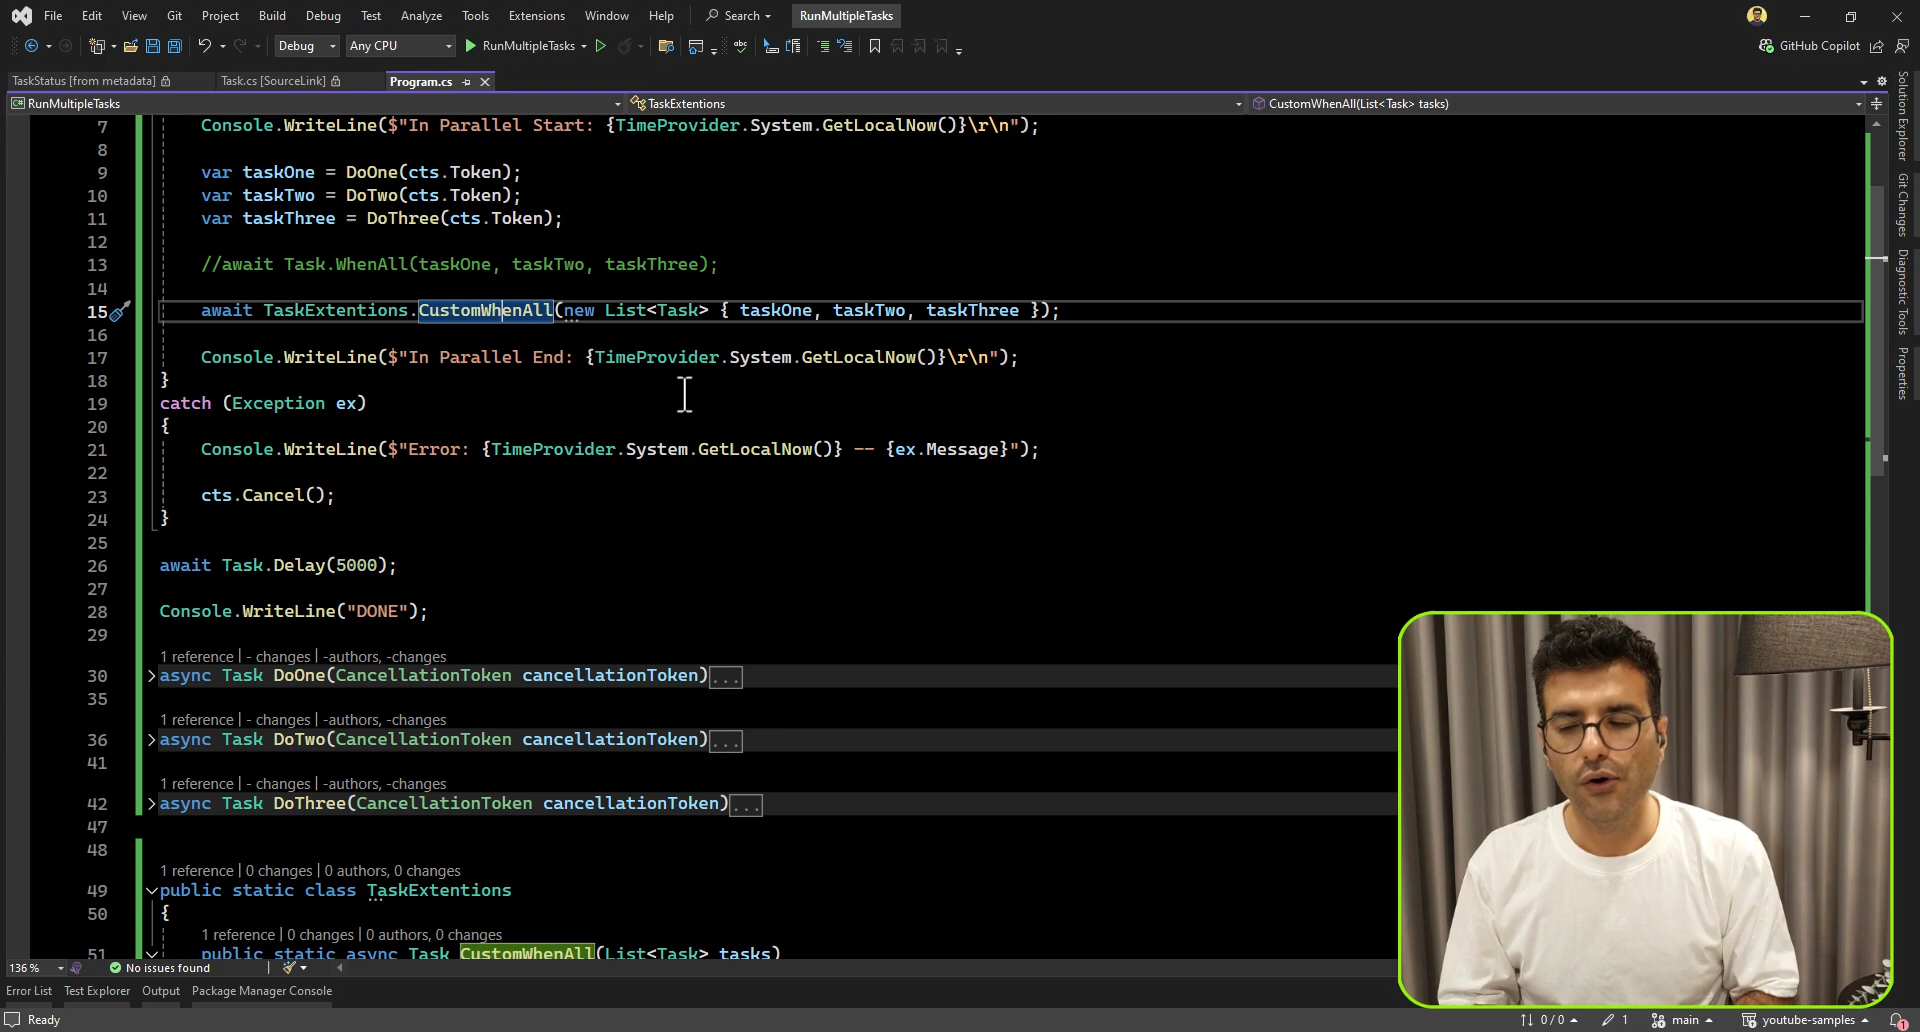 File Edit View Git Project Build Debug Test Analyze Tools Extensions Window Help Search RunMultipleTasks
Debug Any CPU RunMultipleTasks GitHub Copilot
TaskStatus [from metadata] Task.cs [SourceLink] Program.cs
RunMultipleTasks TaskExtentions CustomWhenAll(List<Task> tasks)
7 Console.WriteLine($"In Parallel Start: {TimeProvider.System.GetLocalNow()}\r\n");
8
9 var taskOne = DoOne(cts.Token);
10 var taskTwo = DoTwo(cts.Token);
11 var taskThree = DoThree(cts.Token);
12
13 //await Task.WhenAll(taskOne, taskTwo, taskThree);
14
15 await TaskExtentions.CustomWhenAll(new List<Task> { taskOne, taskTwo, taskThree });
16
17 Console.WriteLine($"In Parallel End: {TimeProvider.System.GetLocalNow()}\r\n");
18 }
19 catch (Exception ex)
20 {
21 Console.WriteLine($"Error: {TimeProvider.System.GetLocalNow()} -- {ex.Message}");
22
23 cts.Cancel();
24 }
25
26 await Task.Delay(5000);
27
28 Console.WriteLine("DONE");
29
1 reference | - changes | -authors, -changes
30 async Task DoOne(CancellationToken cancellationToken)...
35
1 reference | - changes | -authors, -changes
36 async Task DoTwo(CancellationToken cancellationToken)...
41
1 reference | - changes | -authors, -changes
42 async Task DoThree(CancellationToken cancellationToken)...
47
48
1 reference | 0 changes | 0 authors, 0 changes
49 public static class TaskExtentions
50 {
1 reference | 0 changes | 0 authors, 0 changes
51 public static async Task CustomWhenAll(List<Task> tasks)
136 % No issues found
Error List Test Explorer Output Package Manager Console
Ready 0 / 0 1 main youtube-samples 1
Solution Explorer
Git Changes
Diagnostic Tools
Properties